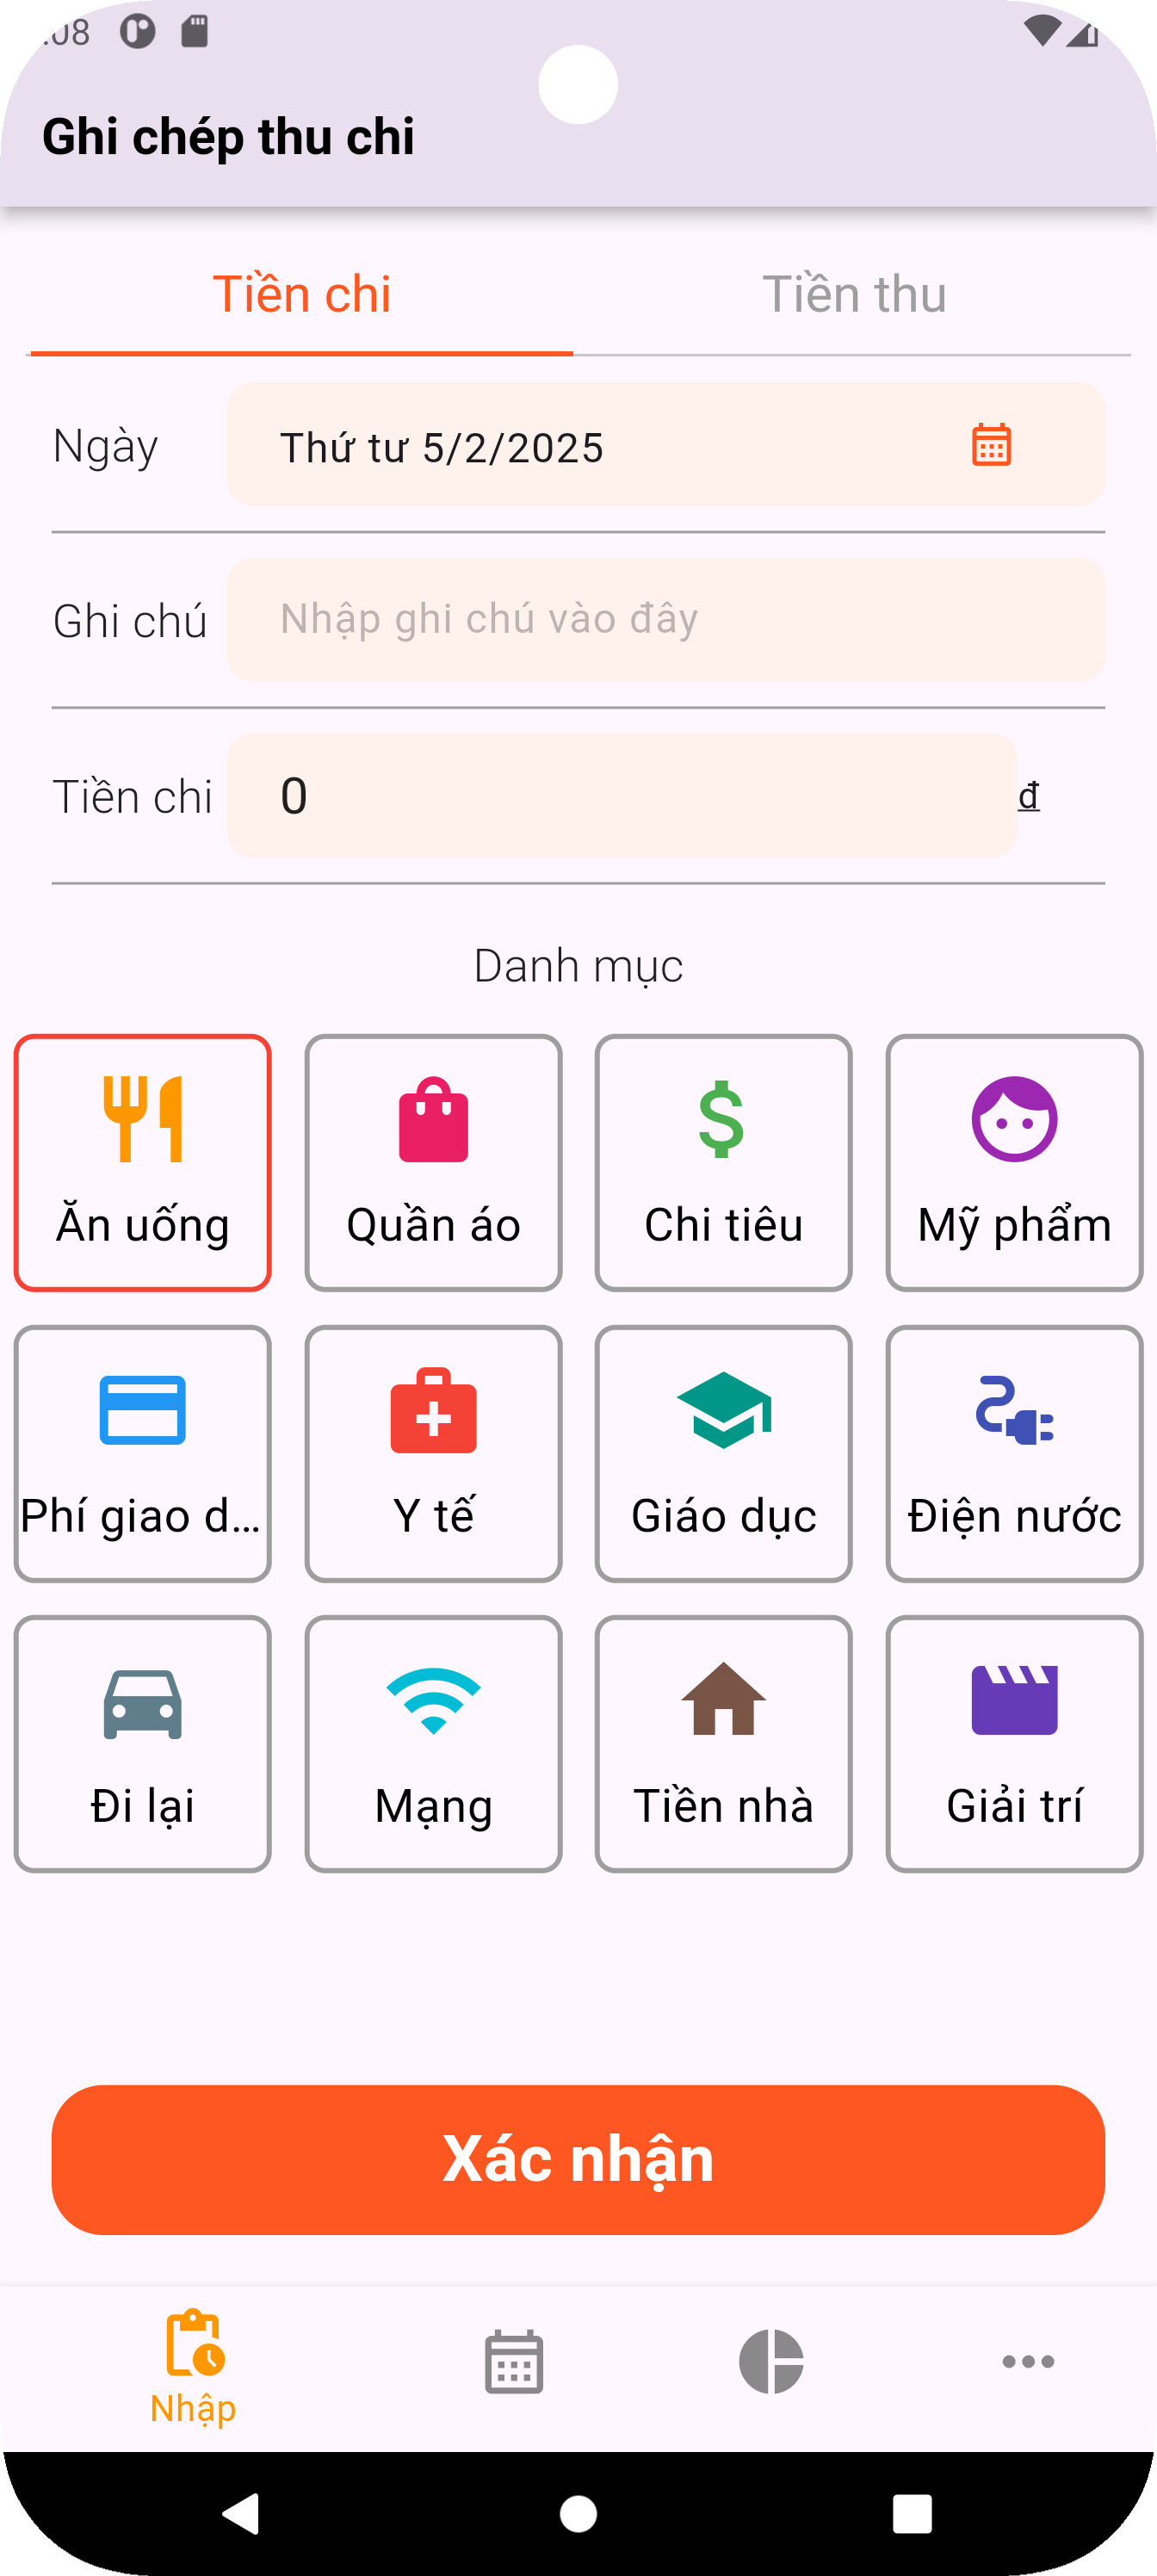 :08
Ghi chép thu chi
Tiền chi Tiền thu
Ngày Thứ tư 5/2/2025
Ghi chú Nhập ghi chú vào đây
Tiền chi 0 đ
Danh mục
Ăn uống Quần áo Chi tiêu Mỹ phẩm
Phí giao d... Y tế Giáo dục Điện nước
Đi lại Mạng Tiền nhà Giải trí
Xác nhận
Nhập